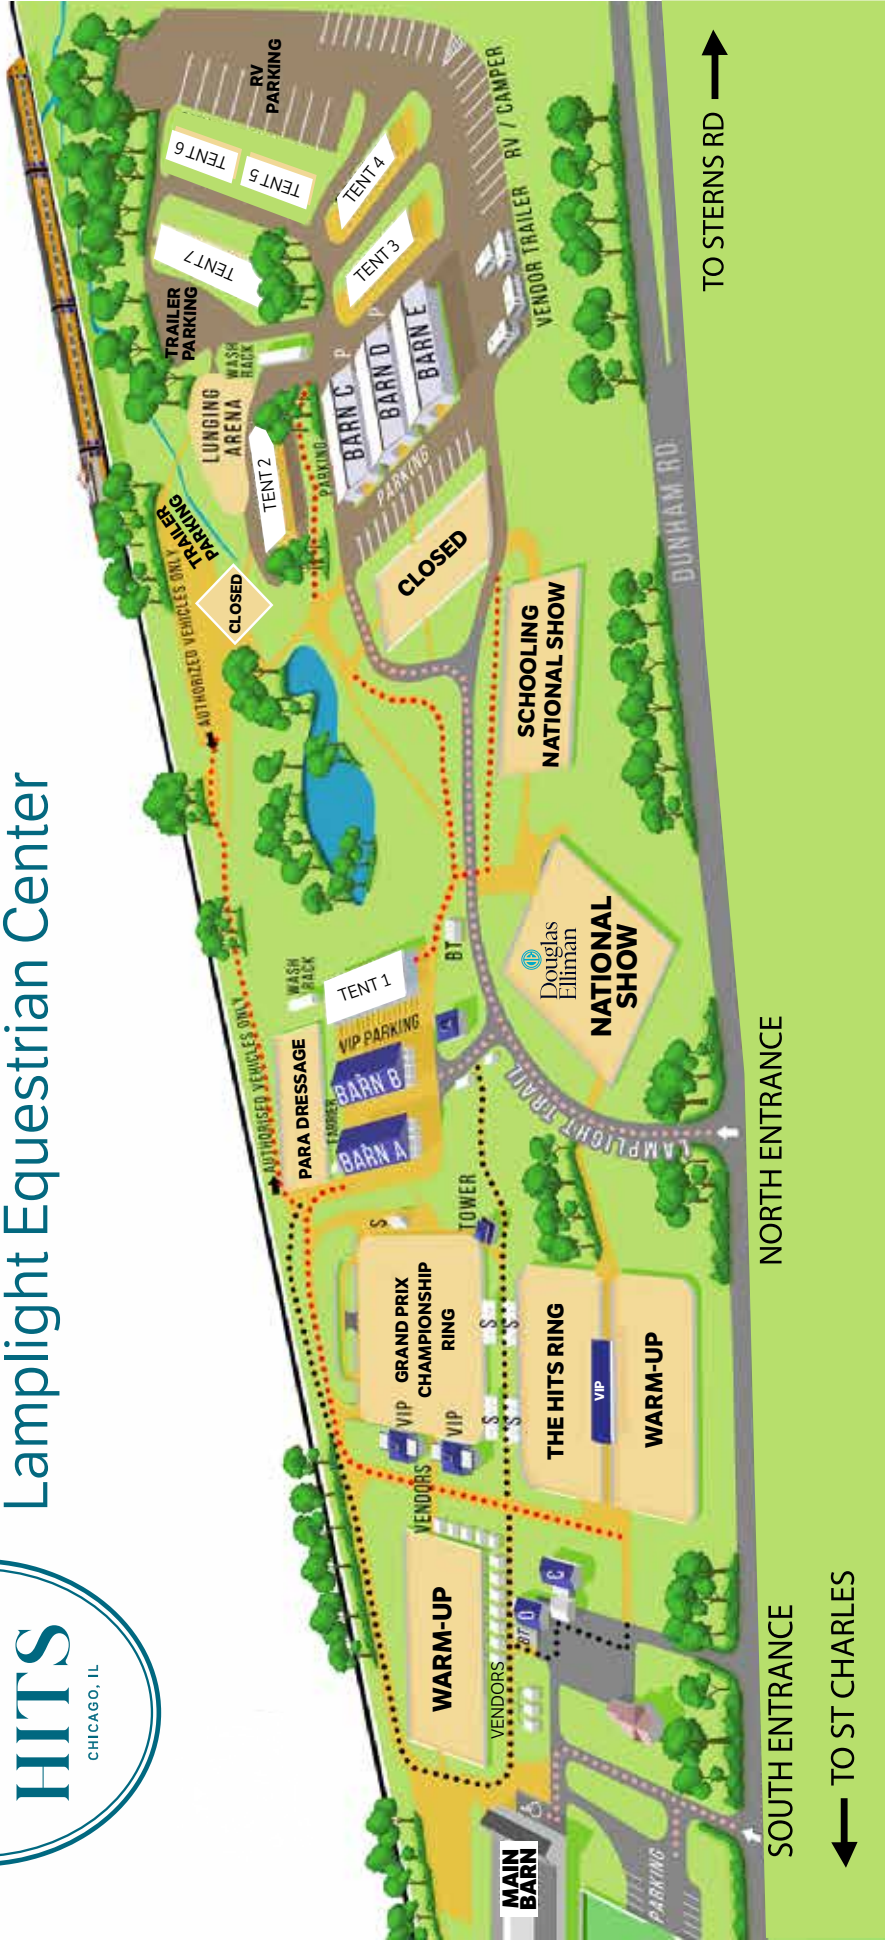 HITS
CHICAGO, IL
Lamplight Equestrian Center
RV
PARKING
TENT 6
TENT 5
TENT 4
TENT 7
TENT 3
RV / CAMPER
VENDOR TRAILER
TRAILER
PARKING
WASH
RACK
LUNGING
ARENA
TENT 2
P
P
BARN C
BARN D
BARN E
PARKING
PARKING
TRAILER
PARKING
AUTHORIZED VEHICLES ONLY
CLOSED
CLOSED
SCHOOLING
NATIONAL SHOW
DUNHAM RD
TO STERNS RD
WASH
RACK
TENT 1
BT
Douglas
Elliman
NATIONAL
SHOW
AUTHORISED VEHICLES ONLY
PARA DRESSAGE
VIP PARKING
FARRIER
BARN B
BARN A
A
LAMPLIGHT TRAIL
NORTH ENTRANCE
S
TOWER
GRAND PRIX
CHAMPIONSHIP
RING
VIP
VIP
S
S
S
S
THE HITS RING
VIP
WARM-UP
VENDORS
WARM-UP
VENDORS
C
D
BT
MAIN
BARN
PARKING
SOUTH ENTRANCE
TO ST CHARLES